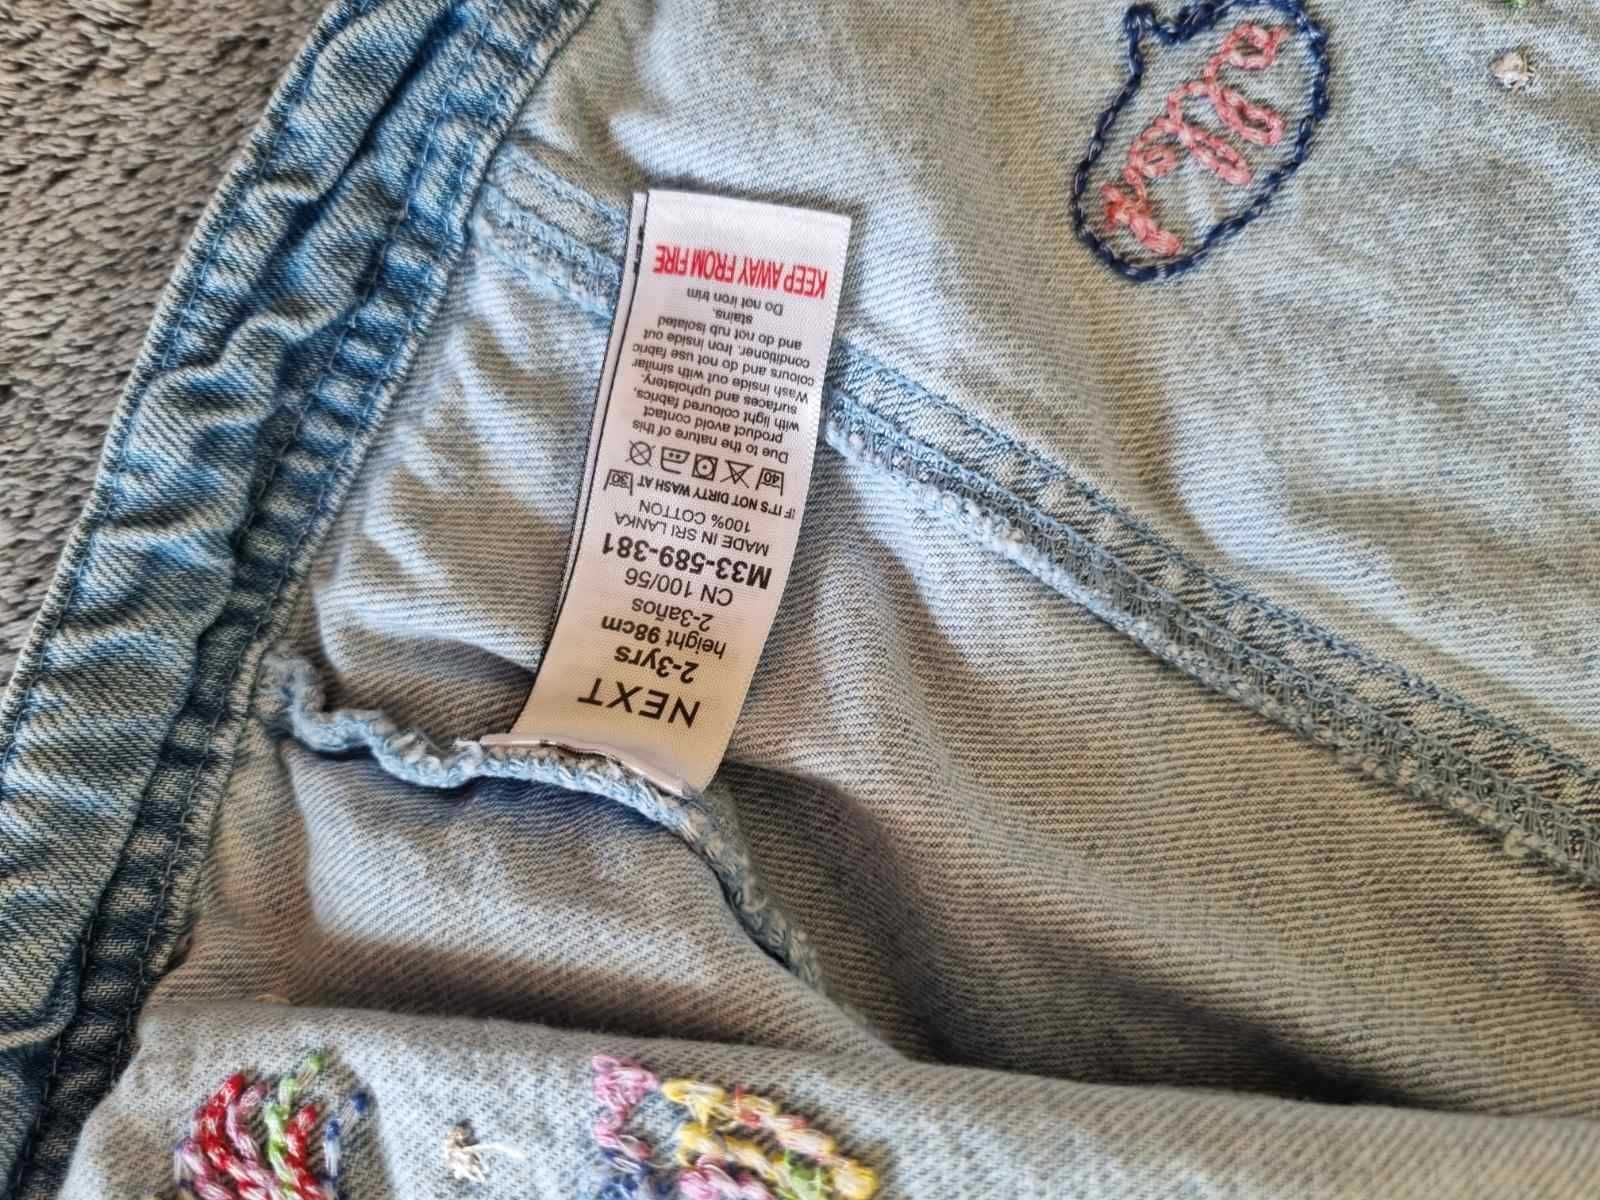 NEXT
2-3yrs
height 98cm
2-3años
CN 100/56
M33-589-381
MADE IN SRI LANKA
100% COTTON
IF IT'S NOT DIRTY WASH AT 30
40
Due to the nature of this
product avoid contact
with light coloured fabrics,
surfaces and upholstery.
Wash inside out with similar
colours and do not use fabric
conditioner. Iron inside out
and do not rub isolated
stains.
Do not iron trim
KEEP AWAY FROM FIRE